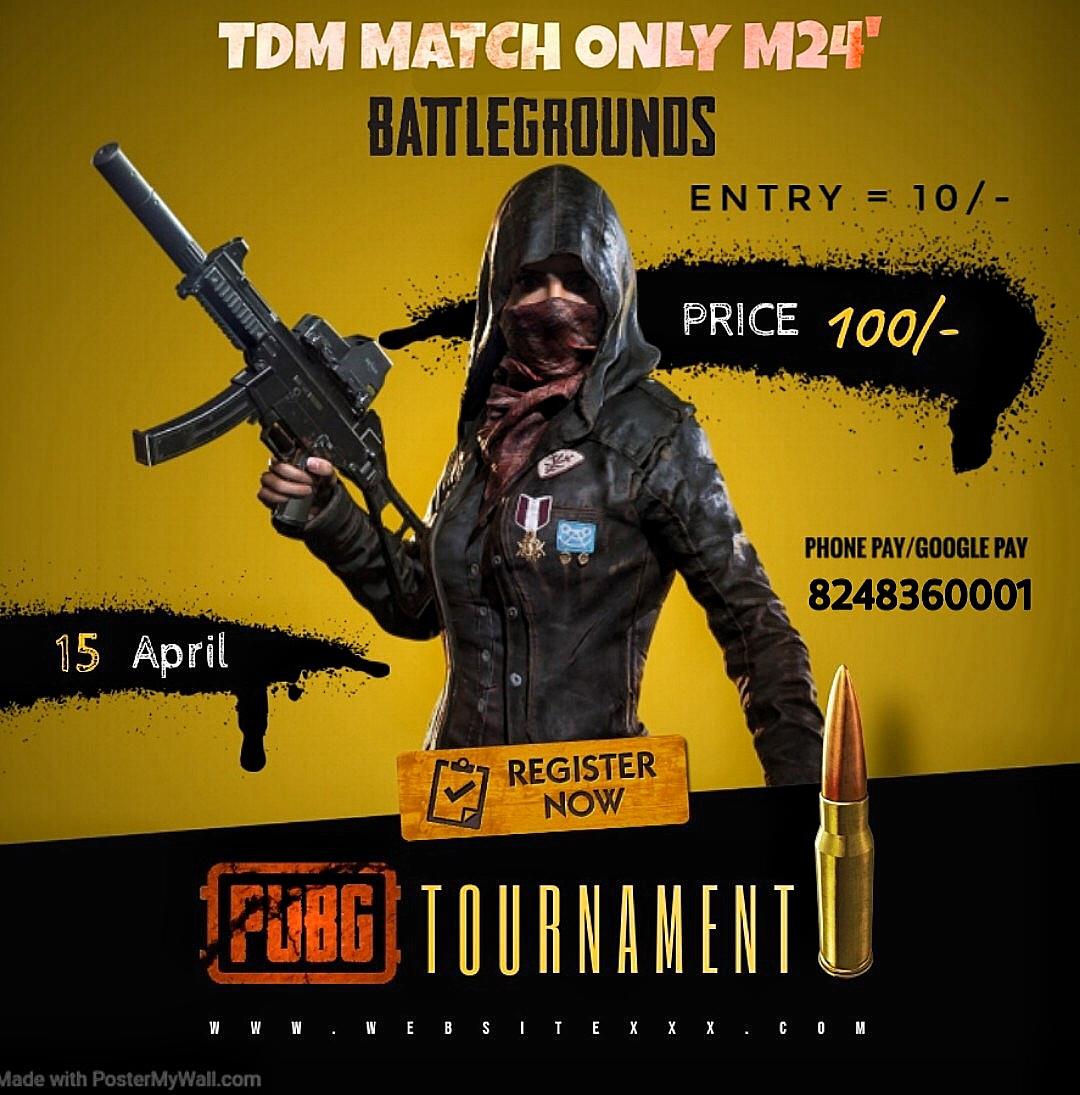 TDM MATCH ONLY M24'
BATTLEGROUNDS
ENTRY = 10/-
PRICE 100/-
PHONE PAY/GOOGLE PAY
8248360001
15 April
REGISTER
NOW
PUBG TOURNAMENT
WWW.WEBSITEXXX.COM
Made with PosterMyWall.com